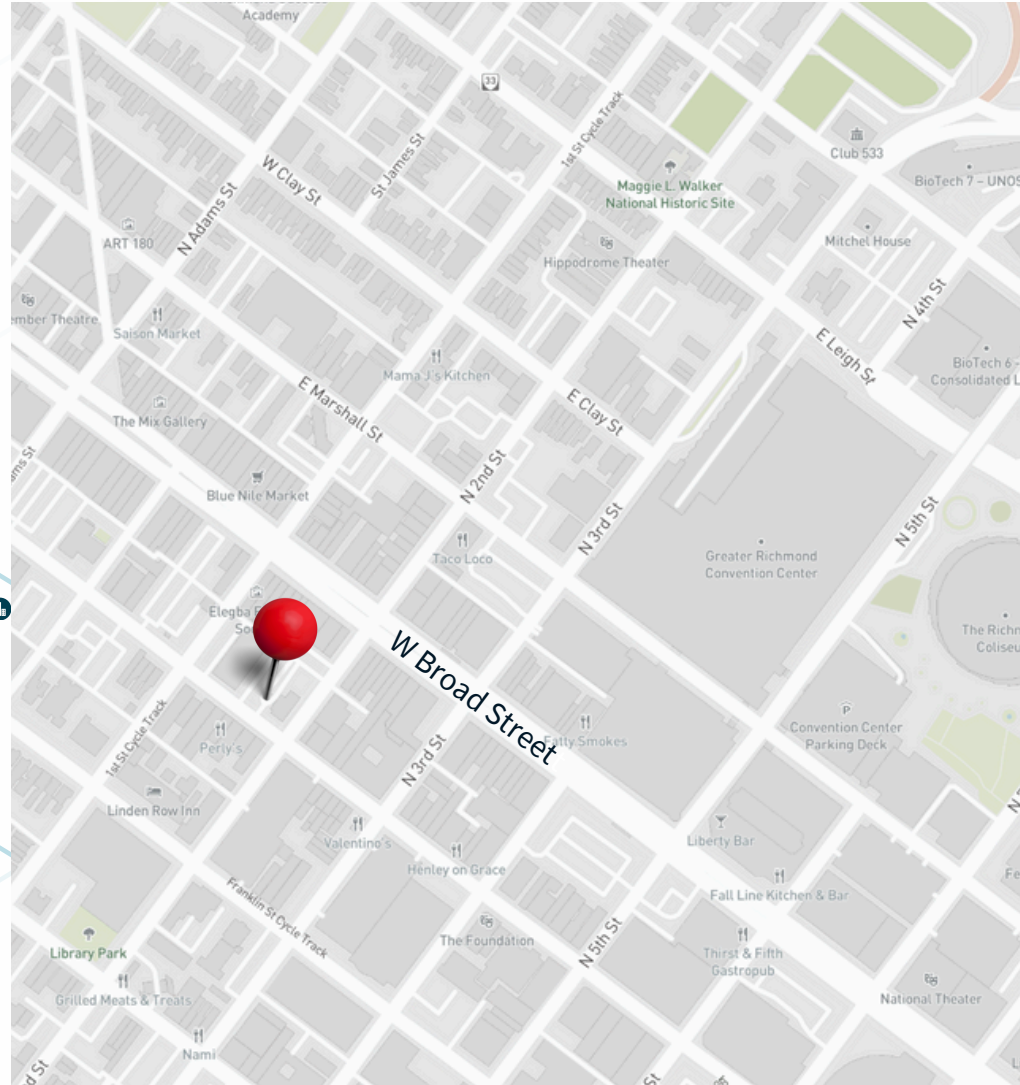 Academy
33
1st St Cycle Track
W Clay St
St James St
Club 533
BioTech 7 – UNOS
Maggie L. Walker
National Historic Site
N Adams St
ART 180
Mitchel House
Hippodrome Theater
N 4th St
Theatre
Saison Market
E Leigh St
Mama J's Kitchen
BioTech 6 -
Consolidated
E Marshall St
E Clay St
The Mix Gallery
St
N 2nd St
Blue Nile Market
N 3rd St
N 5th St
Taco Loco
Greater Richmond
Convention Center
Elegba
The
W Broad Street
Convention Center
Parking Deck
1st St Cycle Track
Perly's
Fatty Smokes
N 3rd St
Linden Row Inn
Valentino's
Liberty Bar
Henley on Grace
Franklin St Cycle Track
Fall Line Kitchen & Bar
Library Park
The Foundation
N 5th St
Thirst & Fifth
Gastropub
Grilled Meats & Treats
National Theater
Nami
St
St